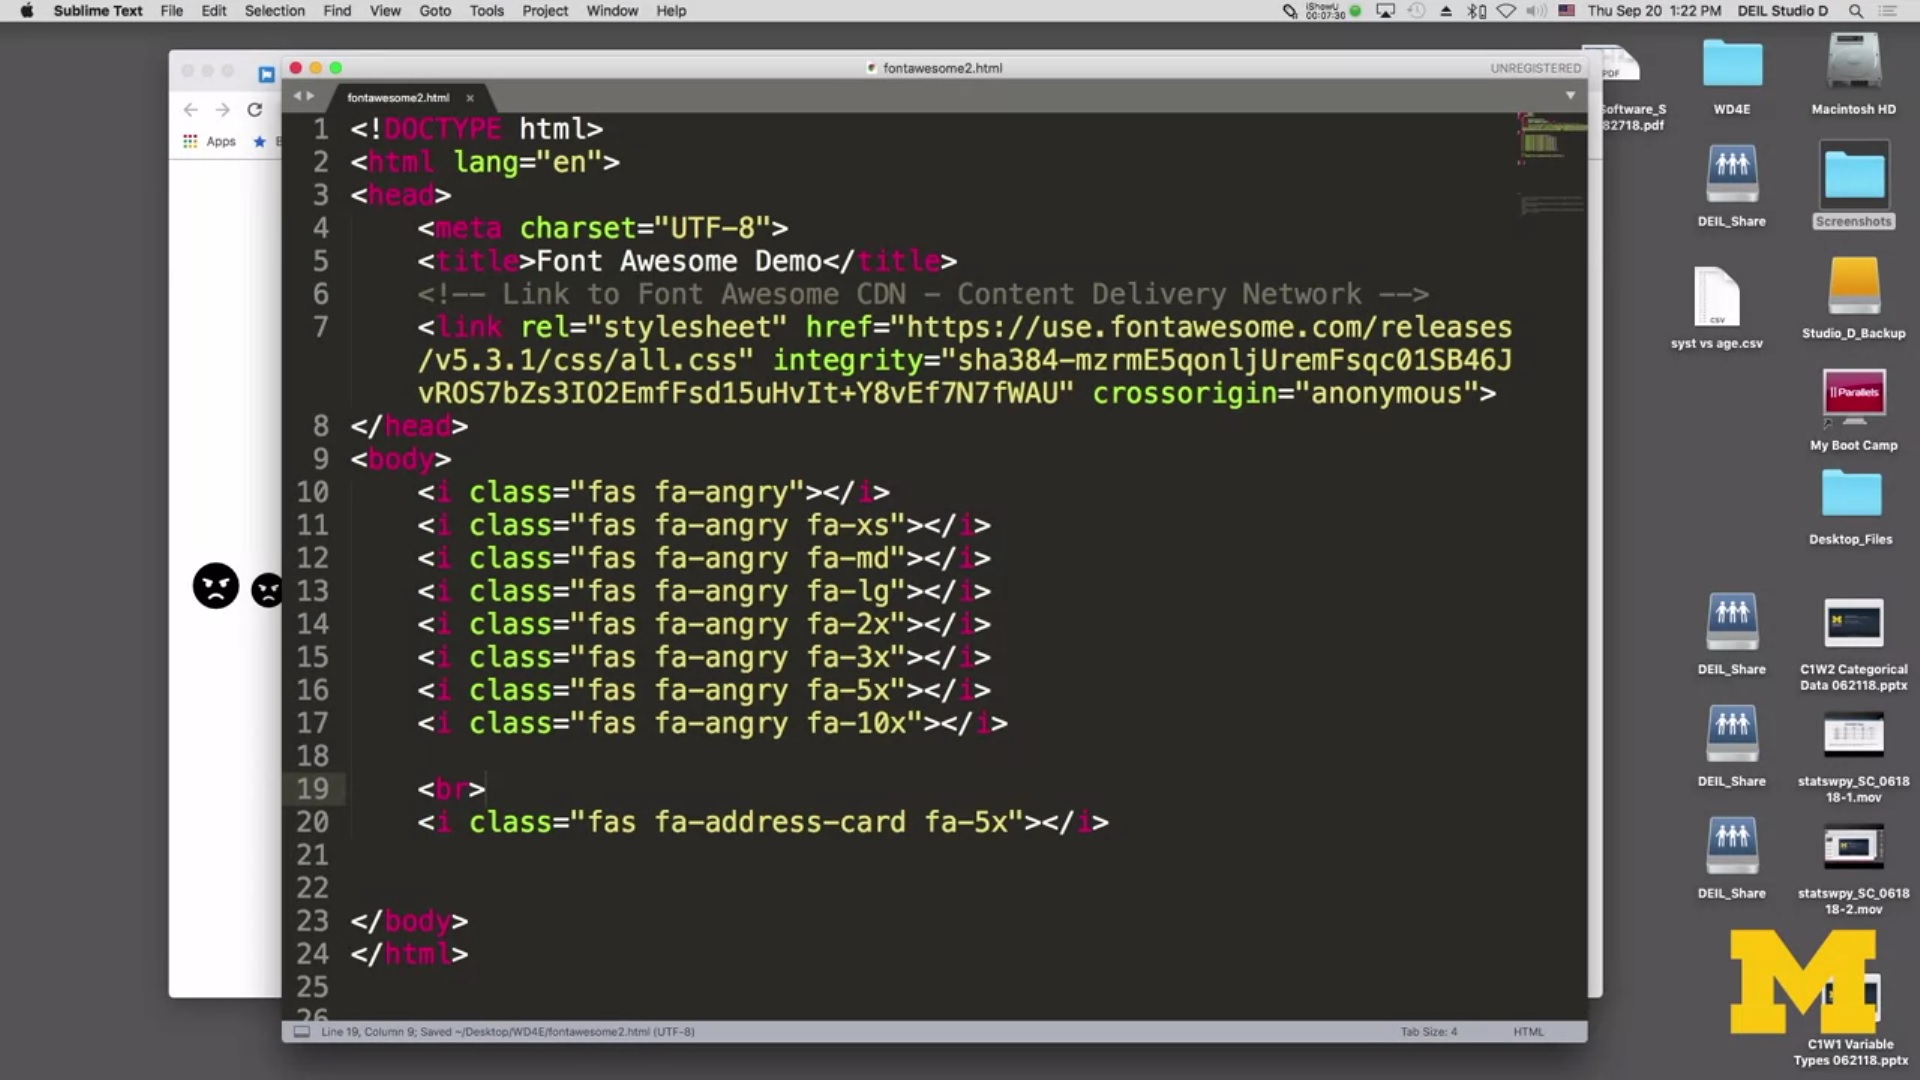 Sublime Text File Edit Selection Find View Goto Tools Project Window Help
iShowU 00:07:30 Thu Sep 20 1:22 PM DEIL Studio D
fontawesome2.html UNREGISTERED
fontawesome2.html
Apps
1 <!DOCTYPE html>
2 <html lang="en">
3 <head>
4 <meta charset="UTF-8">
5 <title>Font Awesome Demo</title>
6 <!-- Link to Font Awesome CDN - Content Delivery Network -->
7 <link rel="stylesheet" href="https://use.fontawesome.com/releases
/v5.3.1/css/all.css" integrity="sha384-mzrmE5qonljUremFsqc01SB46J
vROS7bZs3IO2EmfFsd15uHvIt+Y8vEf7N7fWAU" crossorigin="anonymous">
8 </head>
9 <body>
10 <i class="fas fa-angry"></i>
11 <i class="fas fa-angry fa-xs"></i>
12 <i class="fas fa-angry fa-md"></i>
13 <i class="fas fa-angry fa-lg"></i>
14 <i class="fas fa-angry fa-2x"></i>
15 <i class="fas fa-angry fa-3x"></i>
16 <i class="fas fa-angry fa-5x"></i>
17 <i class="fas fa-angry fa-10x"></i>
18
19 <br>
20 <i class="fas fa-address-card fa-5x"></i>
21
22
23 </body>
24 </html>
25
26
Line 19, Column 9; Saved ~/Desktop/WD4E/fontawesome2.html (UTF-8) Tab Size: 4 HTML
PDF
oftware_S
82718.pdf
WD4E
Macintosh HD
DEIL_Share
Screenshots
CSV
syst vs age.csv
Studio_D_Backup
Parallels
My Boot Camp
Desktop_Files
DEIL_Share
C1W2 Categorical
Data 062118.pptx
DEIL_Share
statswpy_SC_0618
18-1.mov
DEIL_Share
statswpy_SC_0618
18-2.mov
M
C1W1 Variable
Types 062118.pptx